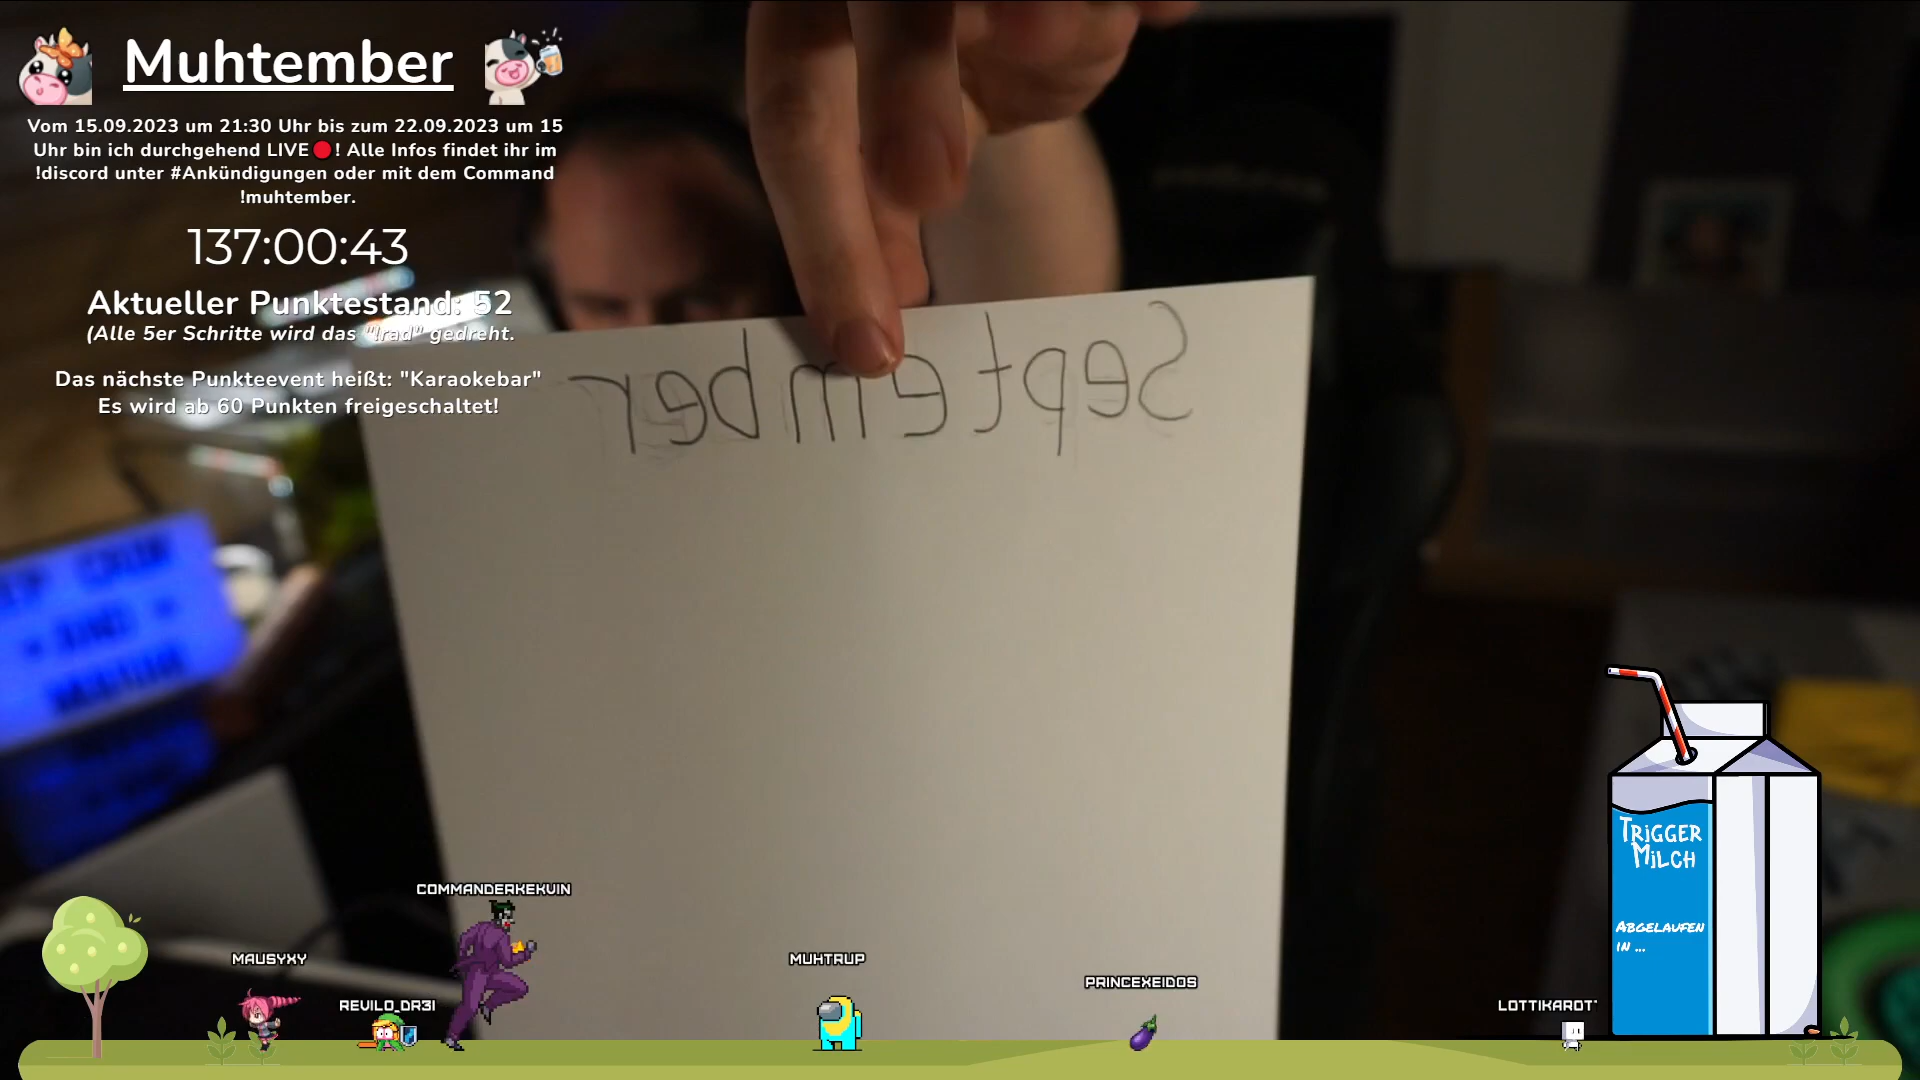 Muhtember
Vom 15.09.2023 um 21:30 Uhr bis zum 22.09.2023 um 15
Uhr bin ich durchgehend LIVE🔴! Alle Infos findet ihr im
!discord unter #Ankündigungen oder mit dem Command
!muhtember.
137:00:43
Aktueller Punktestand: 52
(Alle 5er Schritte wird das "Irad" gedreht.
Das nächste Punkteevent heißt: "Karaokebar"
Es wird ab 60 Punkten freigeschaltet!
September
TRiGGER
MiLCH
ABGELAUFEN
IN ...
COMMANDERKEKUIN
MAUSYXY
MUHTRUP
PRINCEXEIDOS
REVILO_DR3I
LOTTIKAROT